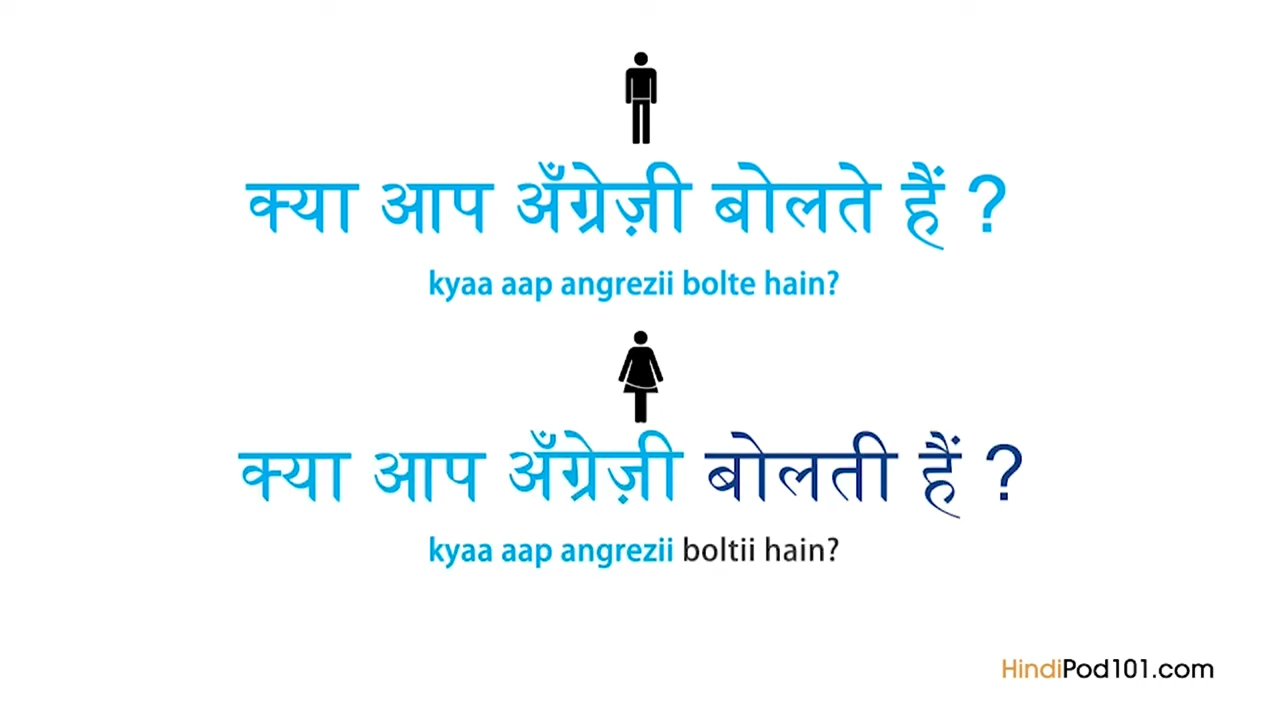 क्या आप अँग्रेज़ी बोलते हैं ?
kyaa aap angrezii bolte hain?
क्या आप अँग्रेज़ी बोलती हैं ?
kyaa aap angrezii boltii hain?
HindiPod101.com